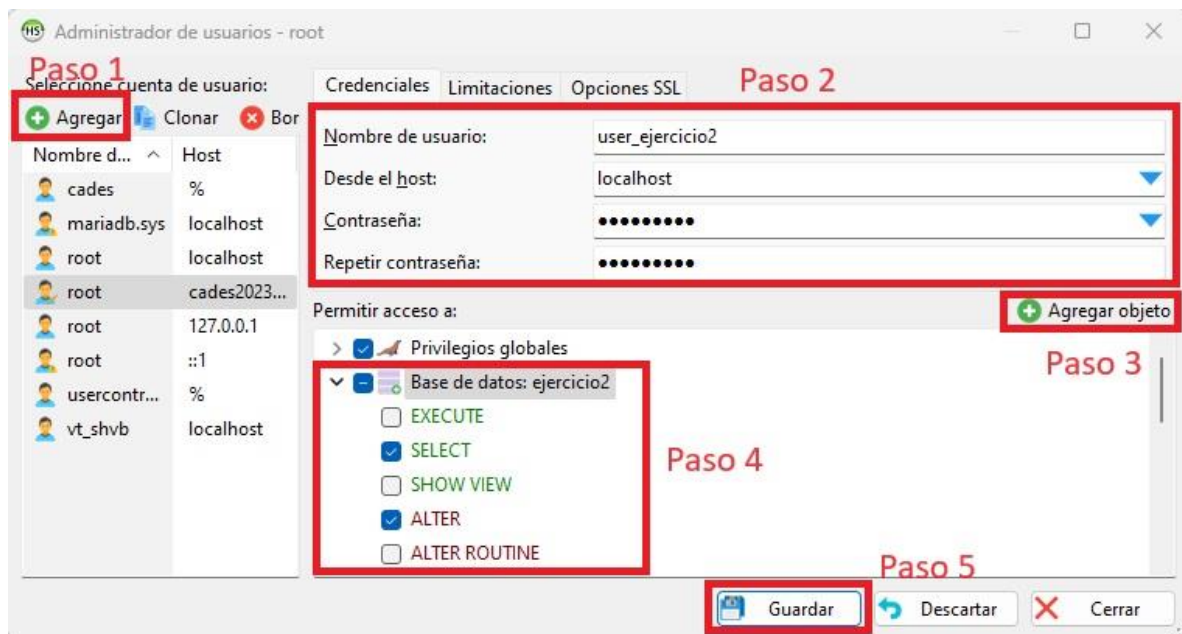 HS Administrador de usuarios - root
Paso 1
Seleccione cuenta de usuario:
Agregar Clonar Bor
Nombre d... Host
cades %
mariadb.sys localhost
root localhost
root cades2023...
root 127.0.0.1
root ::1
usercontr... %
vt_shvb localhost
Credenciales Limitaciones Opciones SSL
Paso 2
Nombre de usuario: user_ejercicio2
Desde el host: localhost
Contraseña: ●●●●●●●●●
Repetir contraseña: ●●●●●●●●●
Permitir acceso a:
Agregar objeto
Paso 3
Privilegios globales
Base de datos: ejercicio2
EXECUTE
SELECT
SHOW VIEW
ALTER
ALTER ROUTINE
Paso 4
Paso 5
Guardar Descartar Cerrar